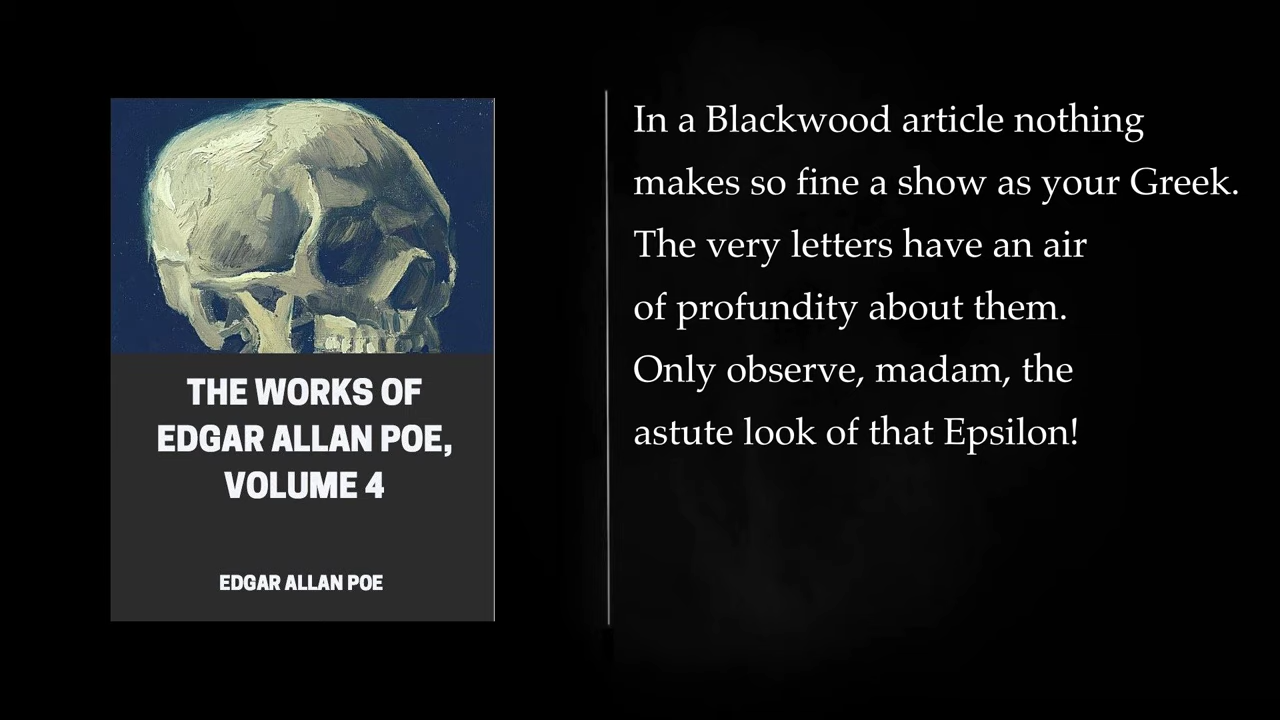 THE WORKS OF
EDGAR ALLAN POE,
VOLUME 4
EDGAR ALLAN POE
In a Blackwood article nothing
makes so fine a show as your Greek.
The very letters have an air
of profundity about them.
Only observe, madam, the
astute look of that Epsilon!